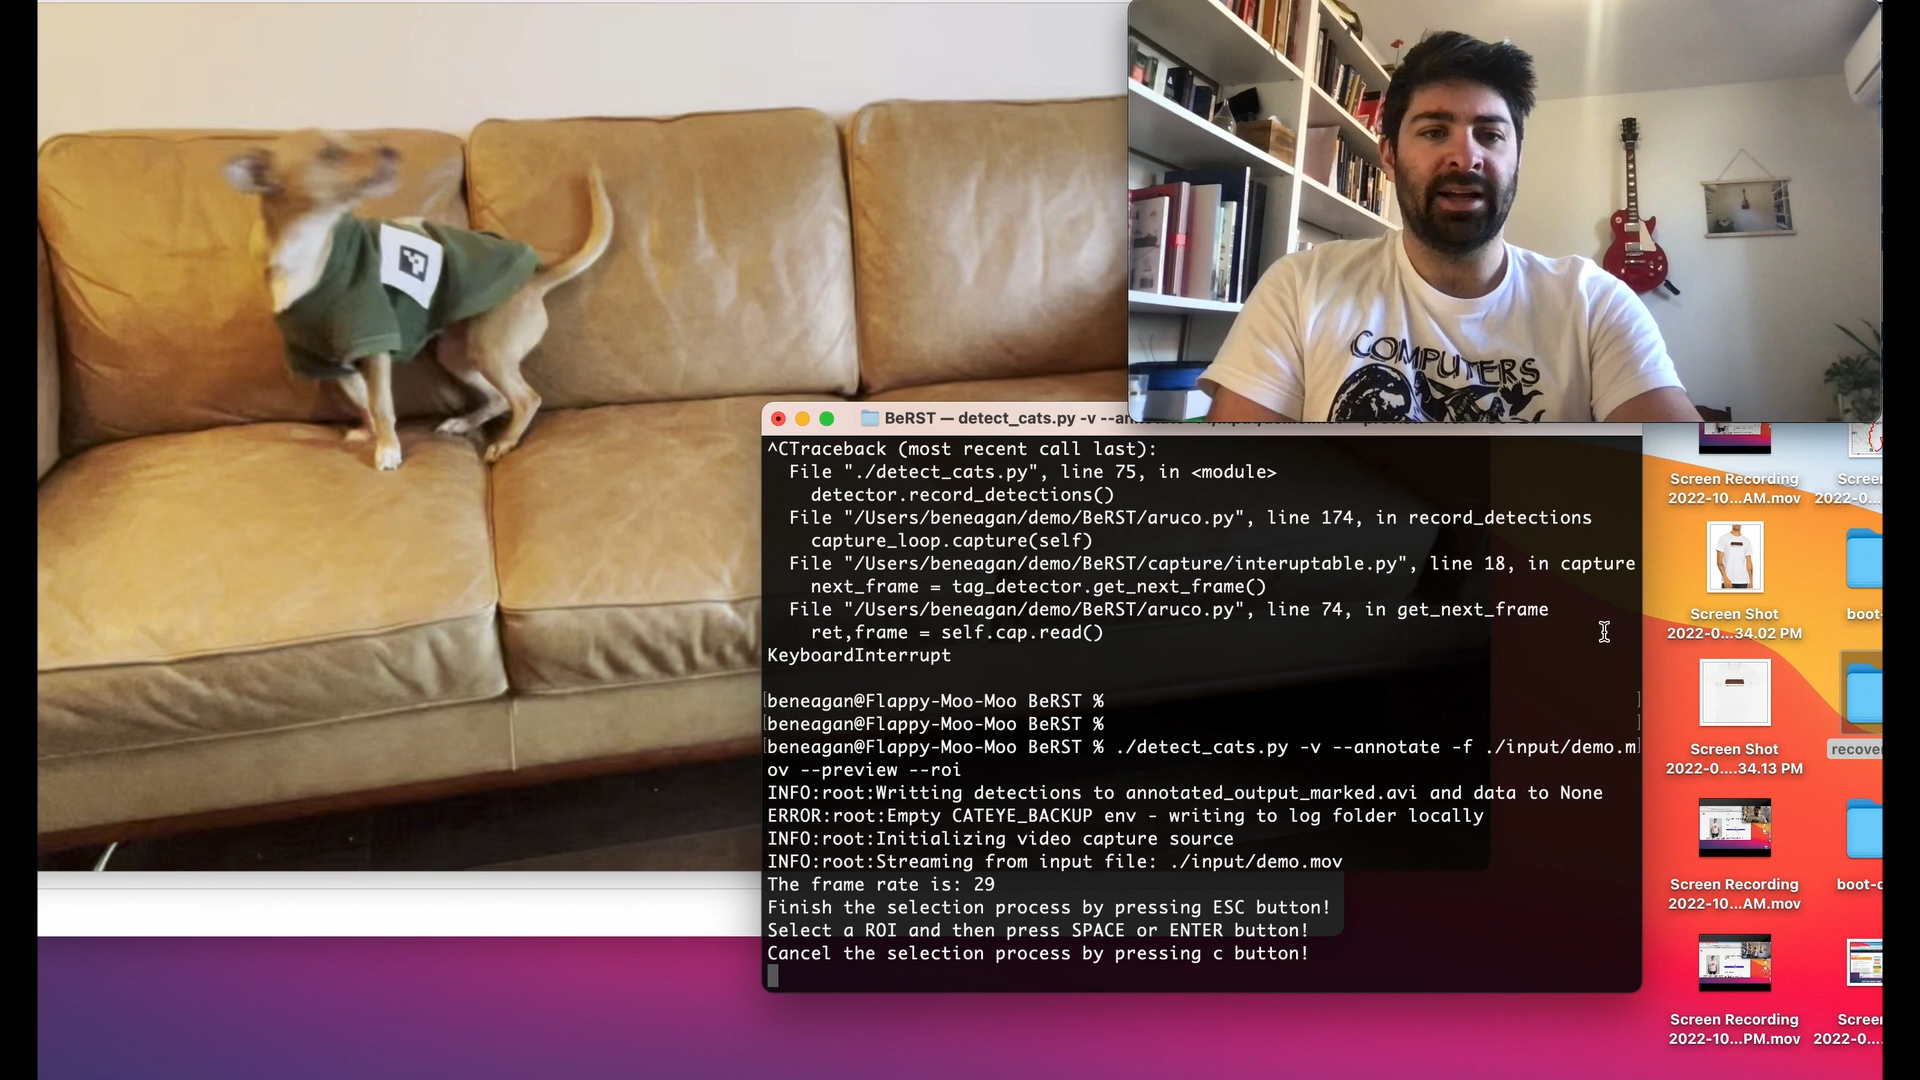 COMPUTERS
BeRST — detect_cats.py -v
^CTraceback (most recent call last):
File "./detect_cats.py", line 75, in <module>
detector.record_detections()
File "/Users/beneagan/demo/BeRST/aruco.py", line 174, in record_detections
capture_loop.capture(self)
File "/Users/beneagan/demo/BeRST/capture/interuptable.py", line 18, in capture
next_frame = tag_detector.get_next_frame()
File "/Users/beneagan/demo/BeRST/aruco.py", line 74, in get_next_frame
ret,frame = self.cap.read()
KeyboardInterrupt
beneagan@Flappy-Moo-Moo BeRST %
beneagan@Flappy-Moo-Moo BeRST %
beneagan@Flappy-Moo-Moo BeRST % ./detect_cats.py -v --annotate -f ./input/demo.m
ov --preview --roi
INFO:root:Writting detections to annotated_output_marked.avi and data to None
ERROR:root:Empty CATEYE_BACKUP env - writing to log folder locally
INFO:root:Initializing video capture source
INFO:root:Streaming from input file: ./input/demo.mov
The frame rate is: 29
Finish the selection process by pressing ESC button!
Select a ROI and then press SPACE or ENTER button!
Cancel the selection process by pressing c button!
Screen Recording
2022-10...AM.mov
Screen Shot
2022-0...34.02 PM
Screen Shot
2022-0....34.13 PM
Screen Recording
2022-10...AM.mov
Screen Recording
2022-10...PM.mov